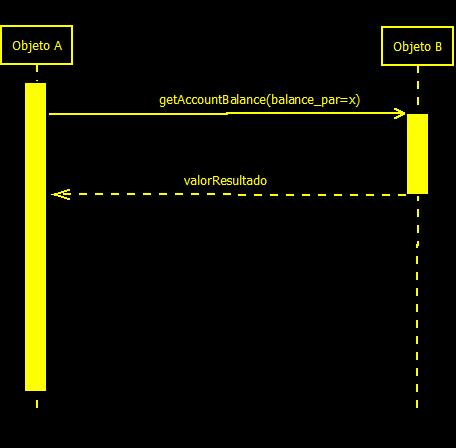 Objeto A
Objeto B
getAccountBalance(balance_par=x)
valorResultado